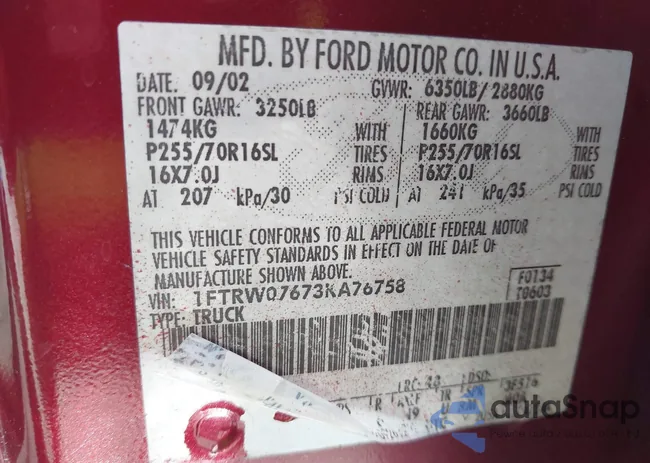 MFD. BY FORD MOTOR CO. IN U.S.A.
DATE: 09/02 GVWR: 6350LB/ 2880KG
FRONT GAWR: 3250LB REAR GAWR: 3660LB
1474KG WITH 1660KG WITH
P255/70R16SL TIRES P255/70R16SL TIRES
16X7.0J RIMS 16X7.0J RIMS
AT 207 kPa/30 PSI COLD AT 241 kPa/35 PSI COLD
THIS VEHICLE CONFORMS TO ALL APPLICABLE FEDERAL MOTOR
VEHICLE SAFETY STANDARDS IN EFFECT ON THE DATE OF
MANUFACTURE SHOWN ABOVE.
VIN: 1FTRW07673KA76758 F0134
TYPE: TRUCK T0603
autaSnap